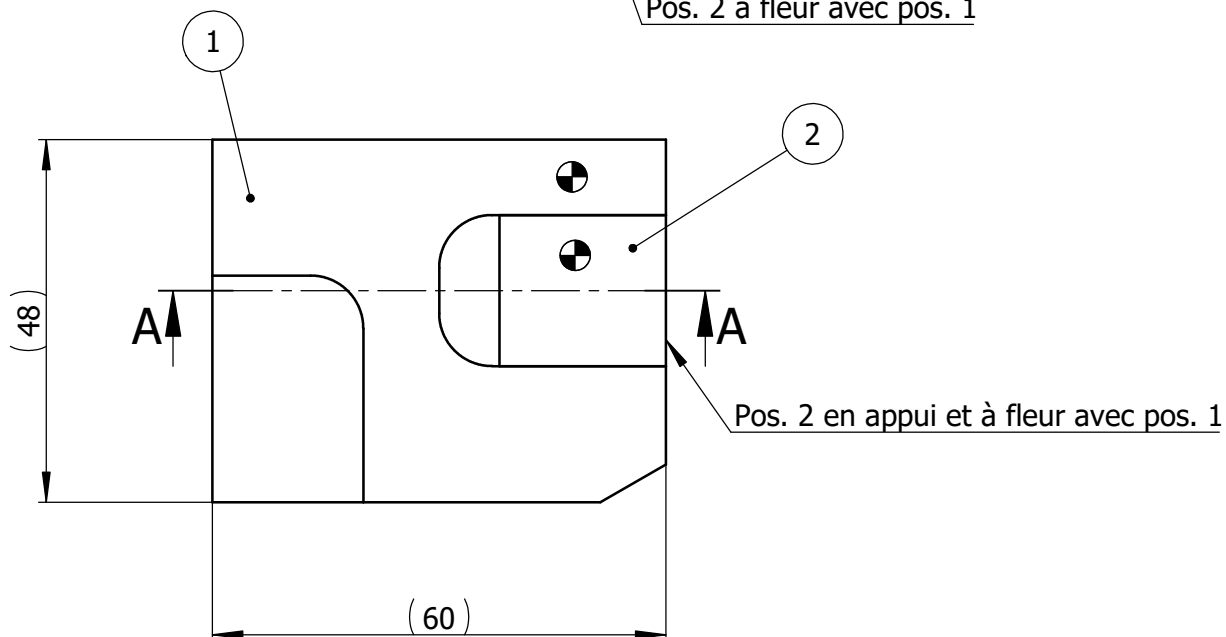 Pos. 2 à fleur avec pos. 1
1
2
(48)
A
A
Pos. 2 en appui et à fleur avec pos. 1
(60)